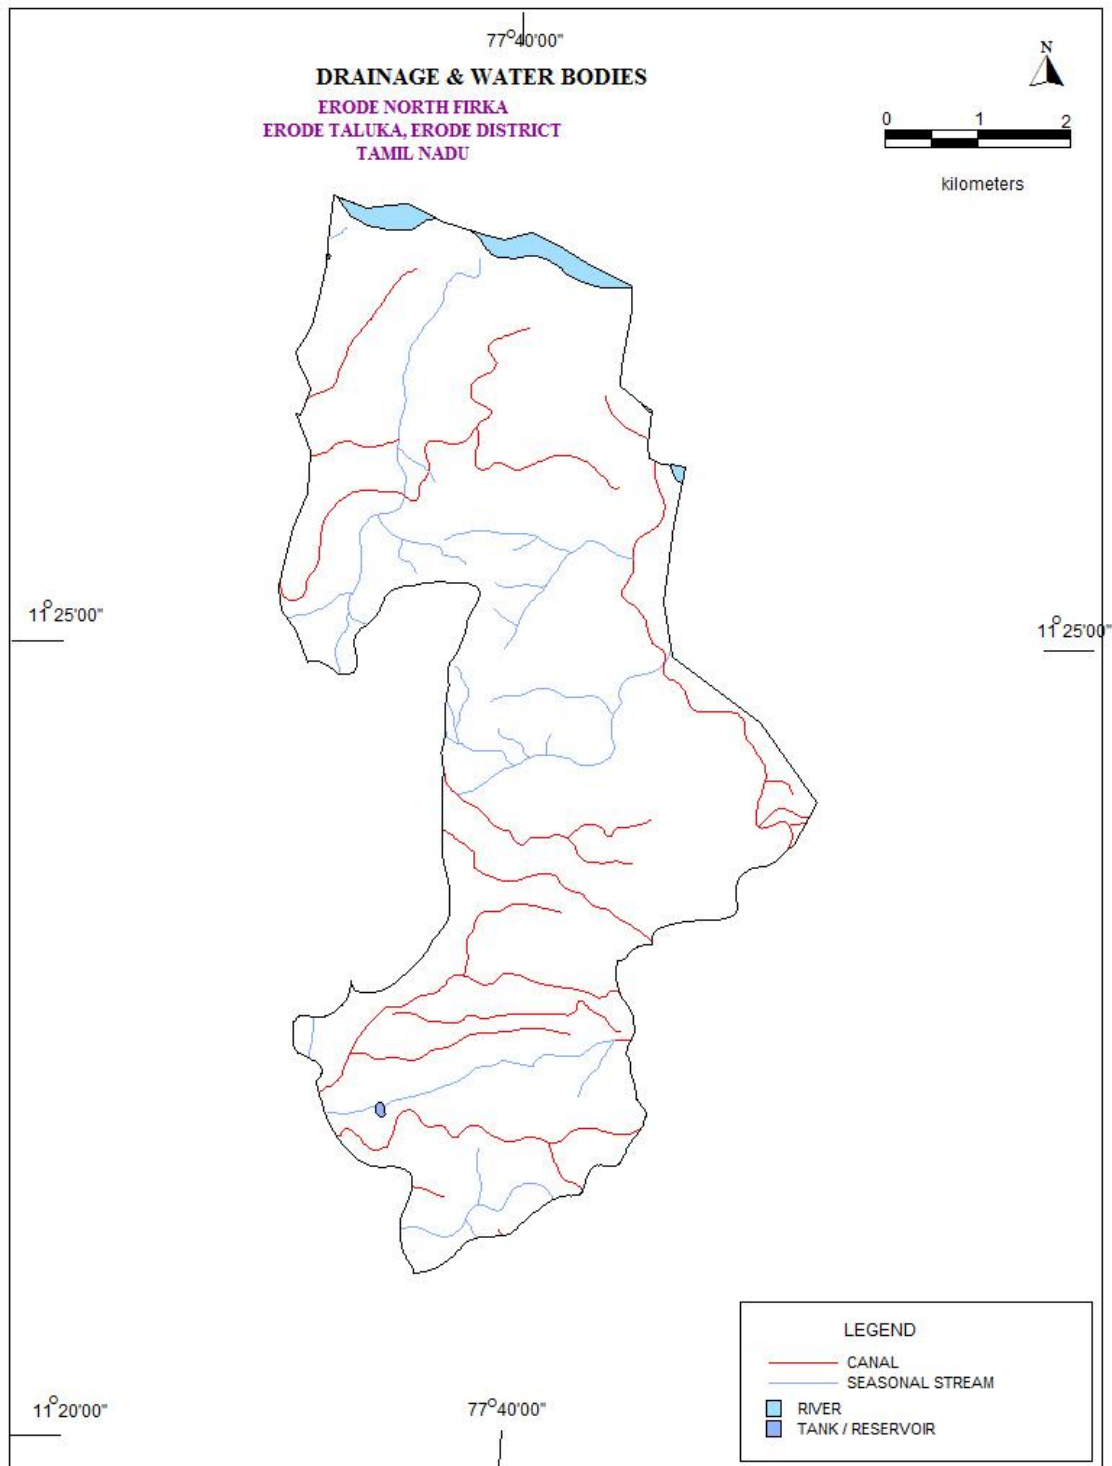 77°40'00"
DRAINAGE & WATER BODIES
ERODE NORTH FIRKA
ERODE TALUKA, ERODE DISTRICT
TAMIL NADU
N
0 1 2
kilometers
11°25'00"
11°25'00"
LEGEND
CANAL
SEASONAL STREAM
RIVER
TANK / RESERVOIR
11°20'00"
77°40'00"